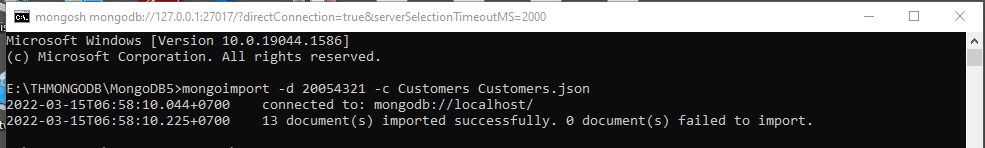 mongosh mongodb://127.0.0.1:27017/?directConnection=true&serverSelectionTimeoutMS=2000
Microsoft Windows [Version 10.0.19044.1586]
(c) Microsoft Corporation. All rights reserved.
E:\THMONGODB\MongoDB5>mongoimport -d 20054321 -c Customers Customers.json
2022-03-15T06:58:10.044+0700    connected to: mongodb://localhost/
2022-03-15T06:58:10.225+0700    13 document(s) imported successfully. 0 document(s) failed to import.